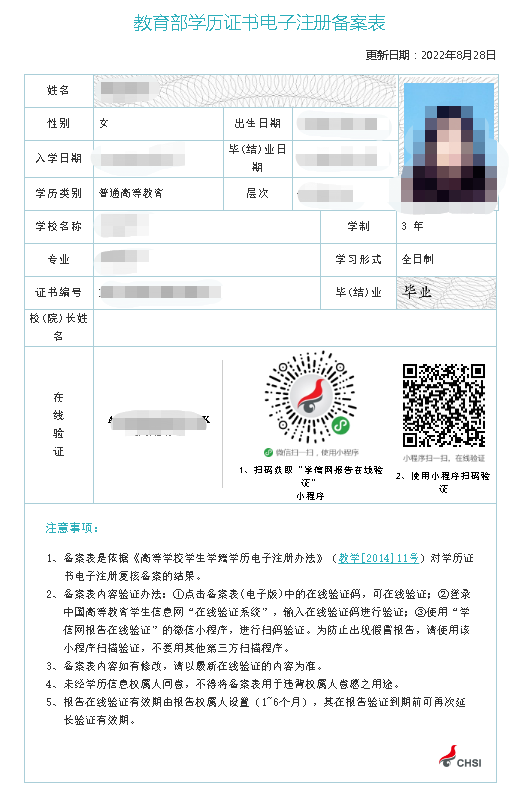 教育部学历证书电子注册备案表
更新日期：2022年8月28日
姓名
性别 女 出生日期
入学日期 毕(结)业日期
学历类别 普通高等教育 层次
学校名称 学制 3 年
专业 学习形式 全日制
证书编号 毕(结)业 毕业
校(院)长姓名
在线验证
微信扫一扫，使用小程序
1、扫码获取“学信网报告在线验证”
小程序
小程序扫一扫，在线验证
2、使用小程序扫码验证
注意事项：
1、备案表是依据《高等学校学生学籍学历电子注册办法》（教学[2014]11号）对学历证
书电子注册复核备案的结果。
2、备案表内容验证办法：①点击备案表(电子版)中的在线验证码，可在线验证；②登录
中国高等教育学生信息网“在线验证系统”，输入在线验证码进行验证；③使用“学
信网报告在线验证”的微信小程序，进行扫码验证。为防止出现假冒报告，请使用该
小程序扫描验证，不要用其他第三方扫描程序。
3、备案表内容如有修改，请以最新在线验证的内容为准。
4、未经学历信息权属人同意，不得将备案表用于违背权属人意愿之用途。
5、报告在线验证有效期由报告权属人设置（1~6个月），其在报告验证到期前可再次延
长验证有效期。
CHSI